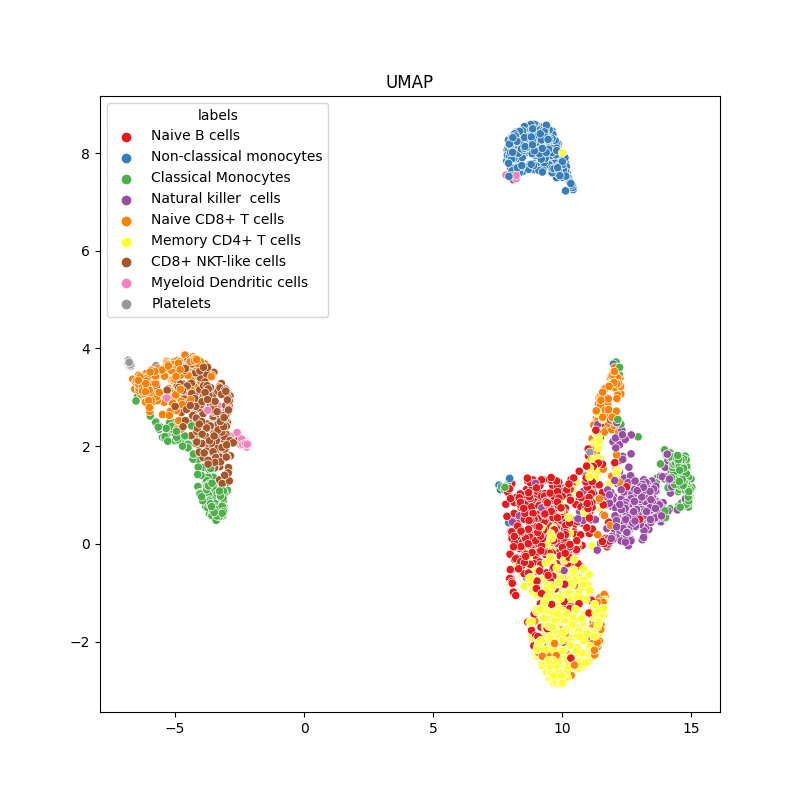 UMAP
labels
Naive B cells
Non-classical monocytes
Classical Monocytes
Natural killer  cells
Naive CD8+ T cells
Memory CD4+ T cells
CD8+ NKT-like cells
Myeloid Dendritic cells
Platelets
8
6
4
2
0
−2
−5 0 5 10 15